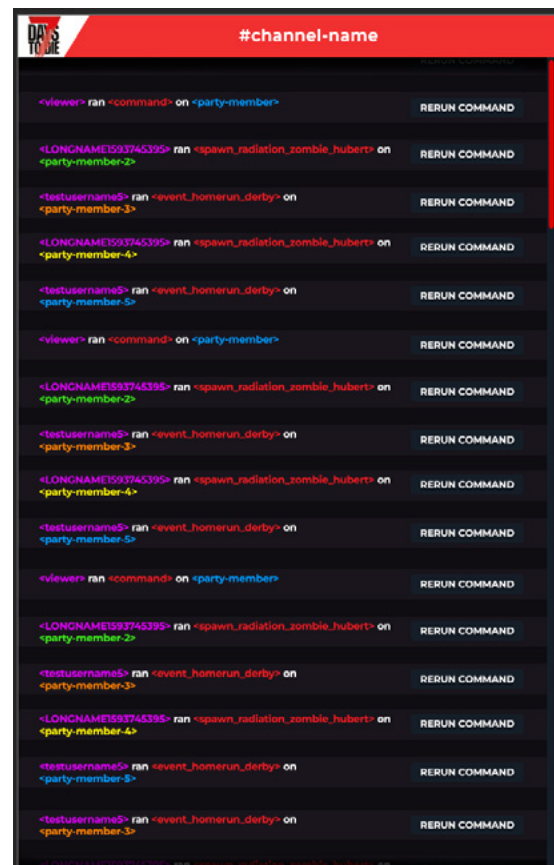 7 DAYS TO DIE
#channel-name
RERUN COMMAND
<viewer> ran <command> on <party-member>
RERUN COMMAND
<LONGNAME1593745395> ran <spawn_radiation_zombie_hubert> on
<party-member-2>
RERUN COMMAND
<testusername5> ran <event_homerun_derby> on
<party-member-3>
RERUN COMMAND
<LONGNAME1593745395> ran <spawn_radiation_zombie_hubert> on
<party-member-4>
RERUN COMMAND
<testusername5> ran <event_homerun_derby> on
<party-member-5>
RERUN COMMAND
<viewer> ran <command> on <party-member>
RERUN COMMAND
<LONGNAME1593745395> ran <spawn_radiation_zombie_hubert> on
<party-member-2>
RERUN COMMAND
<testusername5> ran <event_homerun_derby> on
<party-member-3>
RERUN COMMAND
<LONGNAME1593745395> ran <spawn_radiation_zombie_hubert> on
<party-member-4>
RERUN COMMAND
<testusername5> ran <event_homerun_derby> on
<party-member-5>
RERUN COMMAND
<viewer> ran <command> on <party-member>
RERUN COMMAND
<LONGNAME1593745395> ran <spawn_radiation_zombie_hubert> on
<party-member-2>
RERUN COMMAND
<testusername5> ran <event_homerun_derby> on
<party-member-3>
RERUN COMMAND
<LONGNAME1593745395> ran <spawn_radiation_zombie_hubert> on
<party-member-4>
RERUN COMMAND
<testusername5> ran <event_homerun_derby> on
<party-member-5>
RERUN COMMAND
<testusername5> ran <event_homerun_derby> on
<party-member-3>
RERUN COMMAND